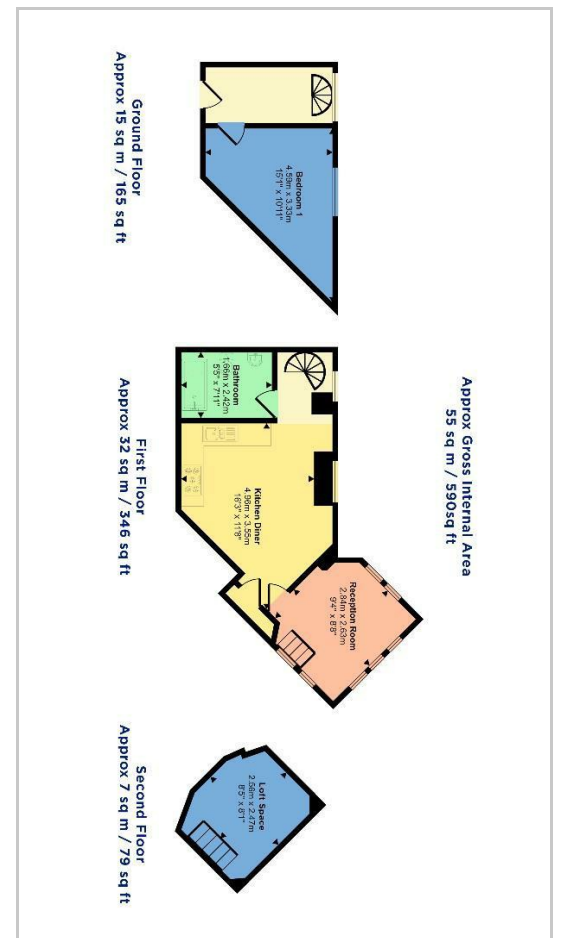 Approx Gross Internal Area
55 sq m / 590sq ft
Bedroom 1
4.59m x 3.33m
15'1" x 10'11"
Ground Floor
Approx 15 sq m / 165 sq ft
Bathroom
1.66m x 2.42m
5'5" x 7'11"
Kitchen Diner
4.96m x 3.55m
16'3" x 11'8"
Reception Room
2.84m x 2.63m
9'4" x 8'8"
First Floor
Approx 32 sq m / 346 sq ft
Loft Space
2.56m x 2.47m
8'5" x 8'1"
Second Floor
Approx 7 sq m / 79 sq ft